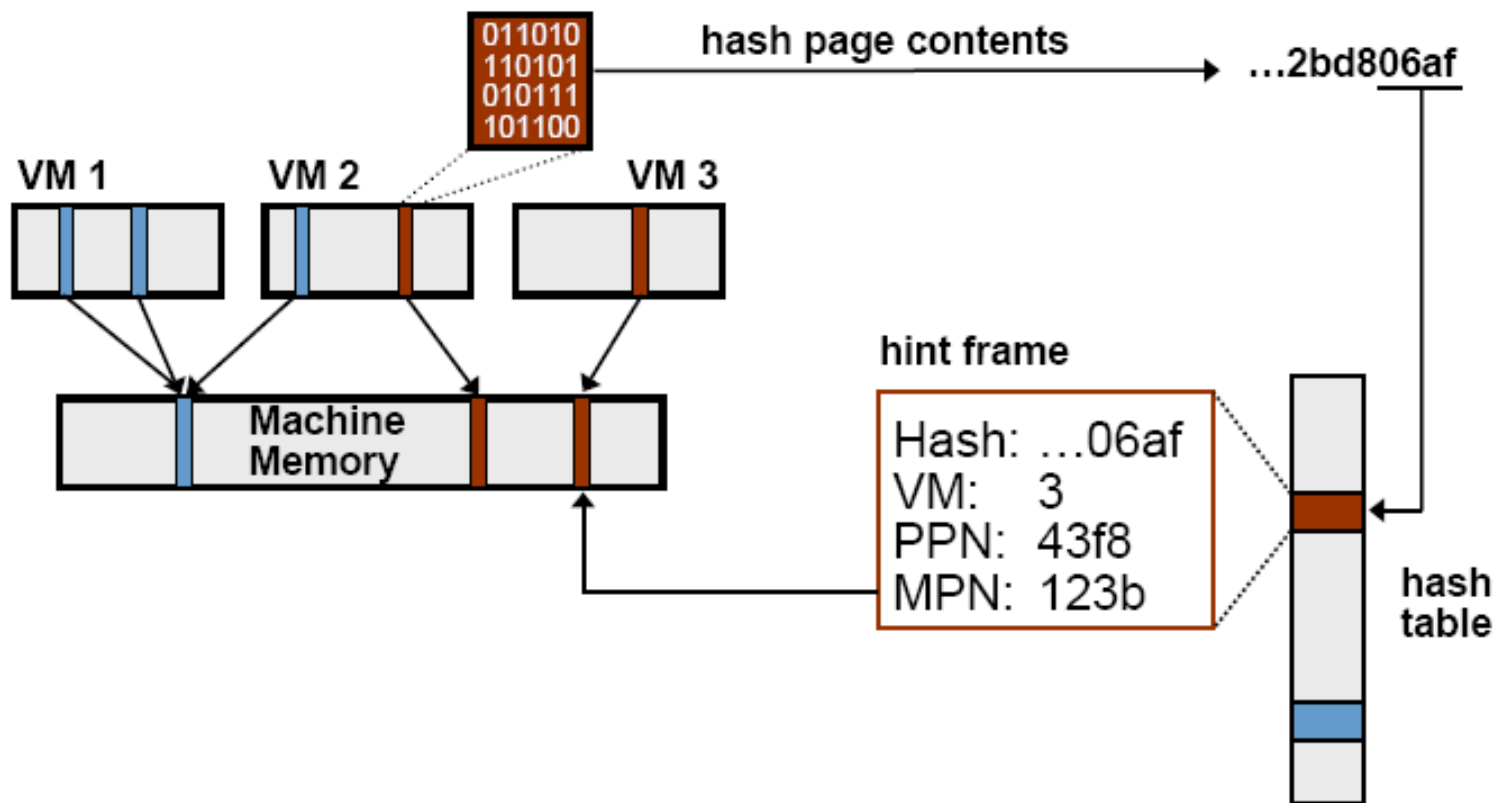 011010
110101
010111
101100
hash page contents
...2bd806af
VM 1
VM 2
VM 3
Machine
Memory
hint frame
Hash: ...06af
VM: 3
PPN: 43f8
MPN: 123b
hash
table